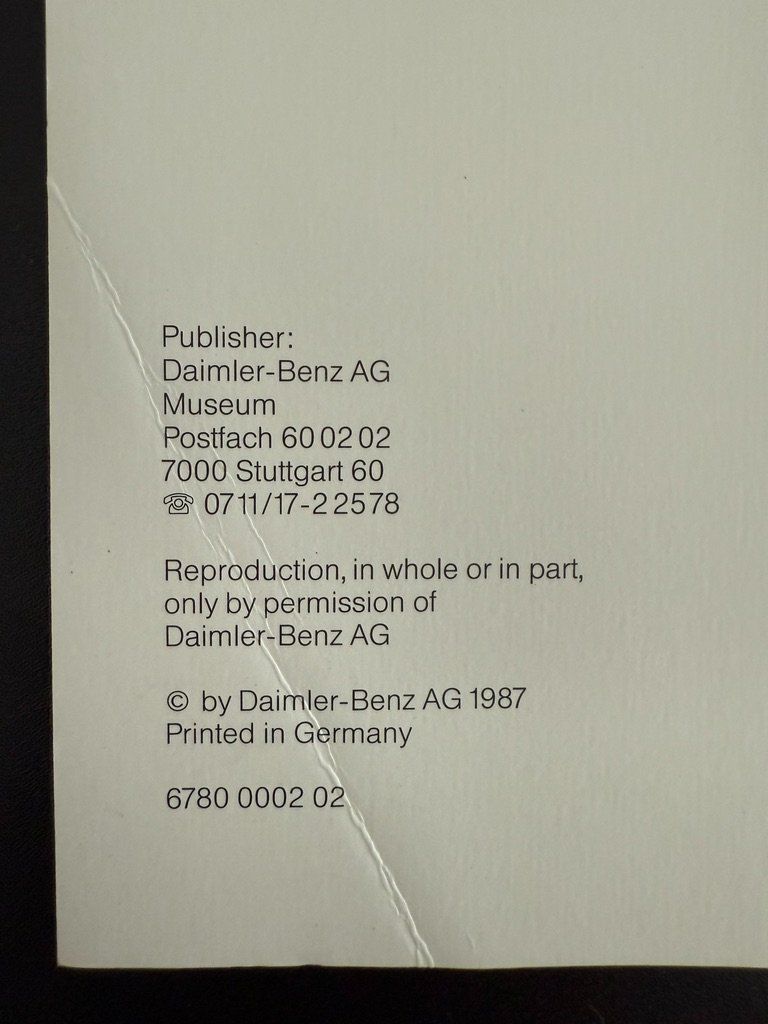 Publisher:
Daimler-Benz AG
Museum
Postfach 60 02 02
7000 Stuttgart 60
☏ 0711/17-2 25 78
Reproduction, in whole or in part,
only by permission of
Daimler-Benz AG
© by Daimler-Benz AG 1987
Printed in Germany
6780 0002 02